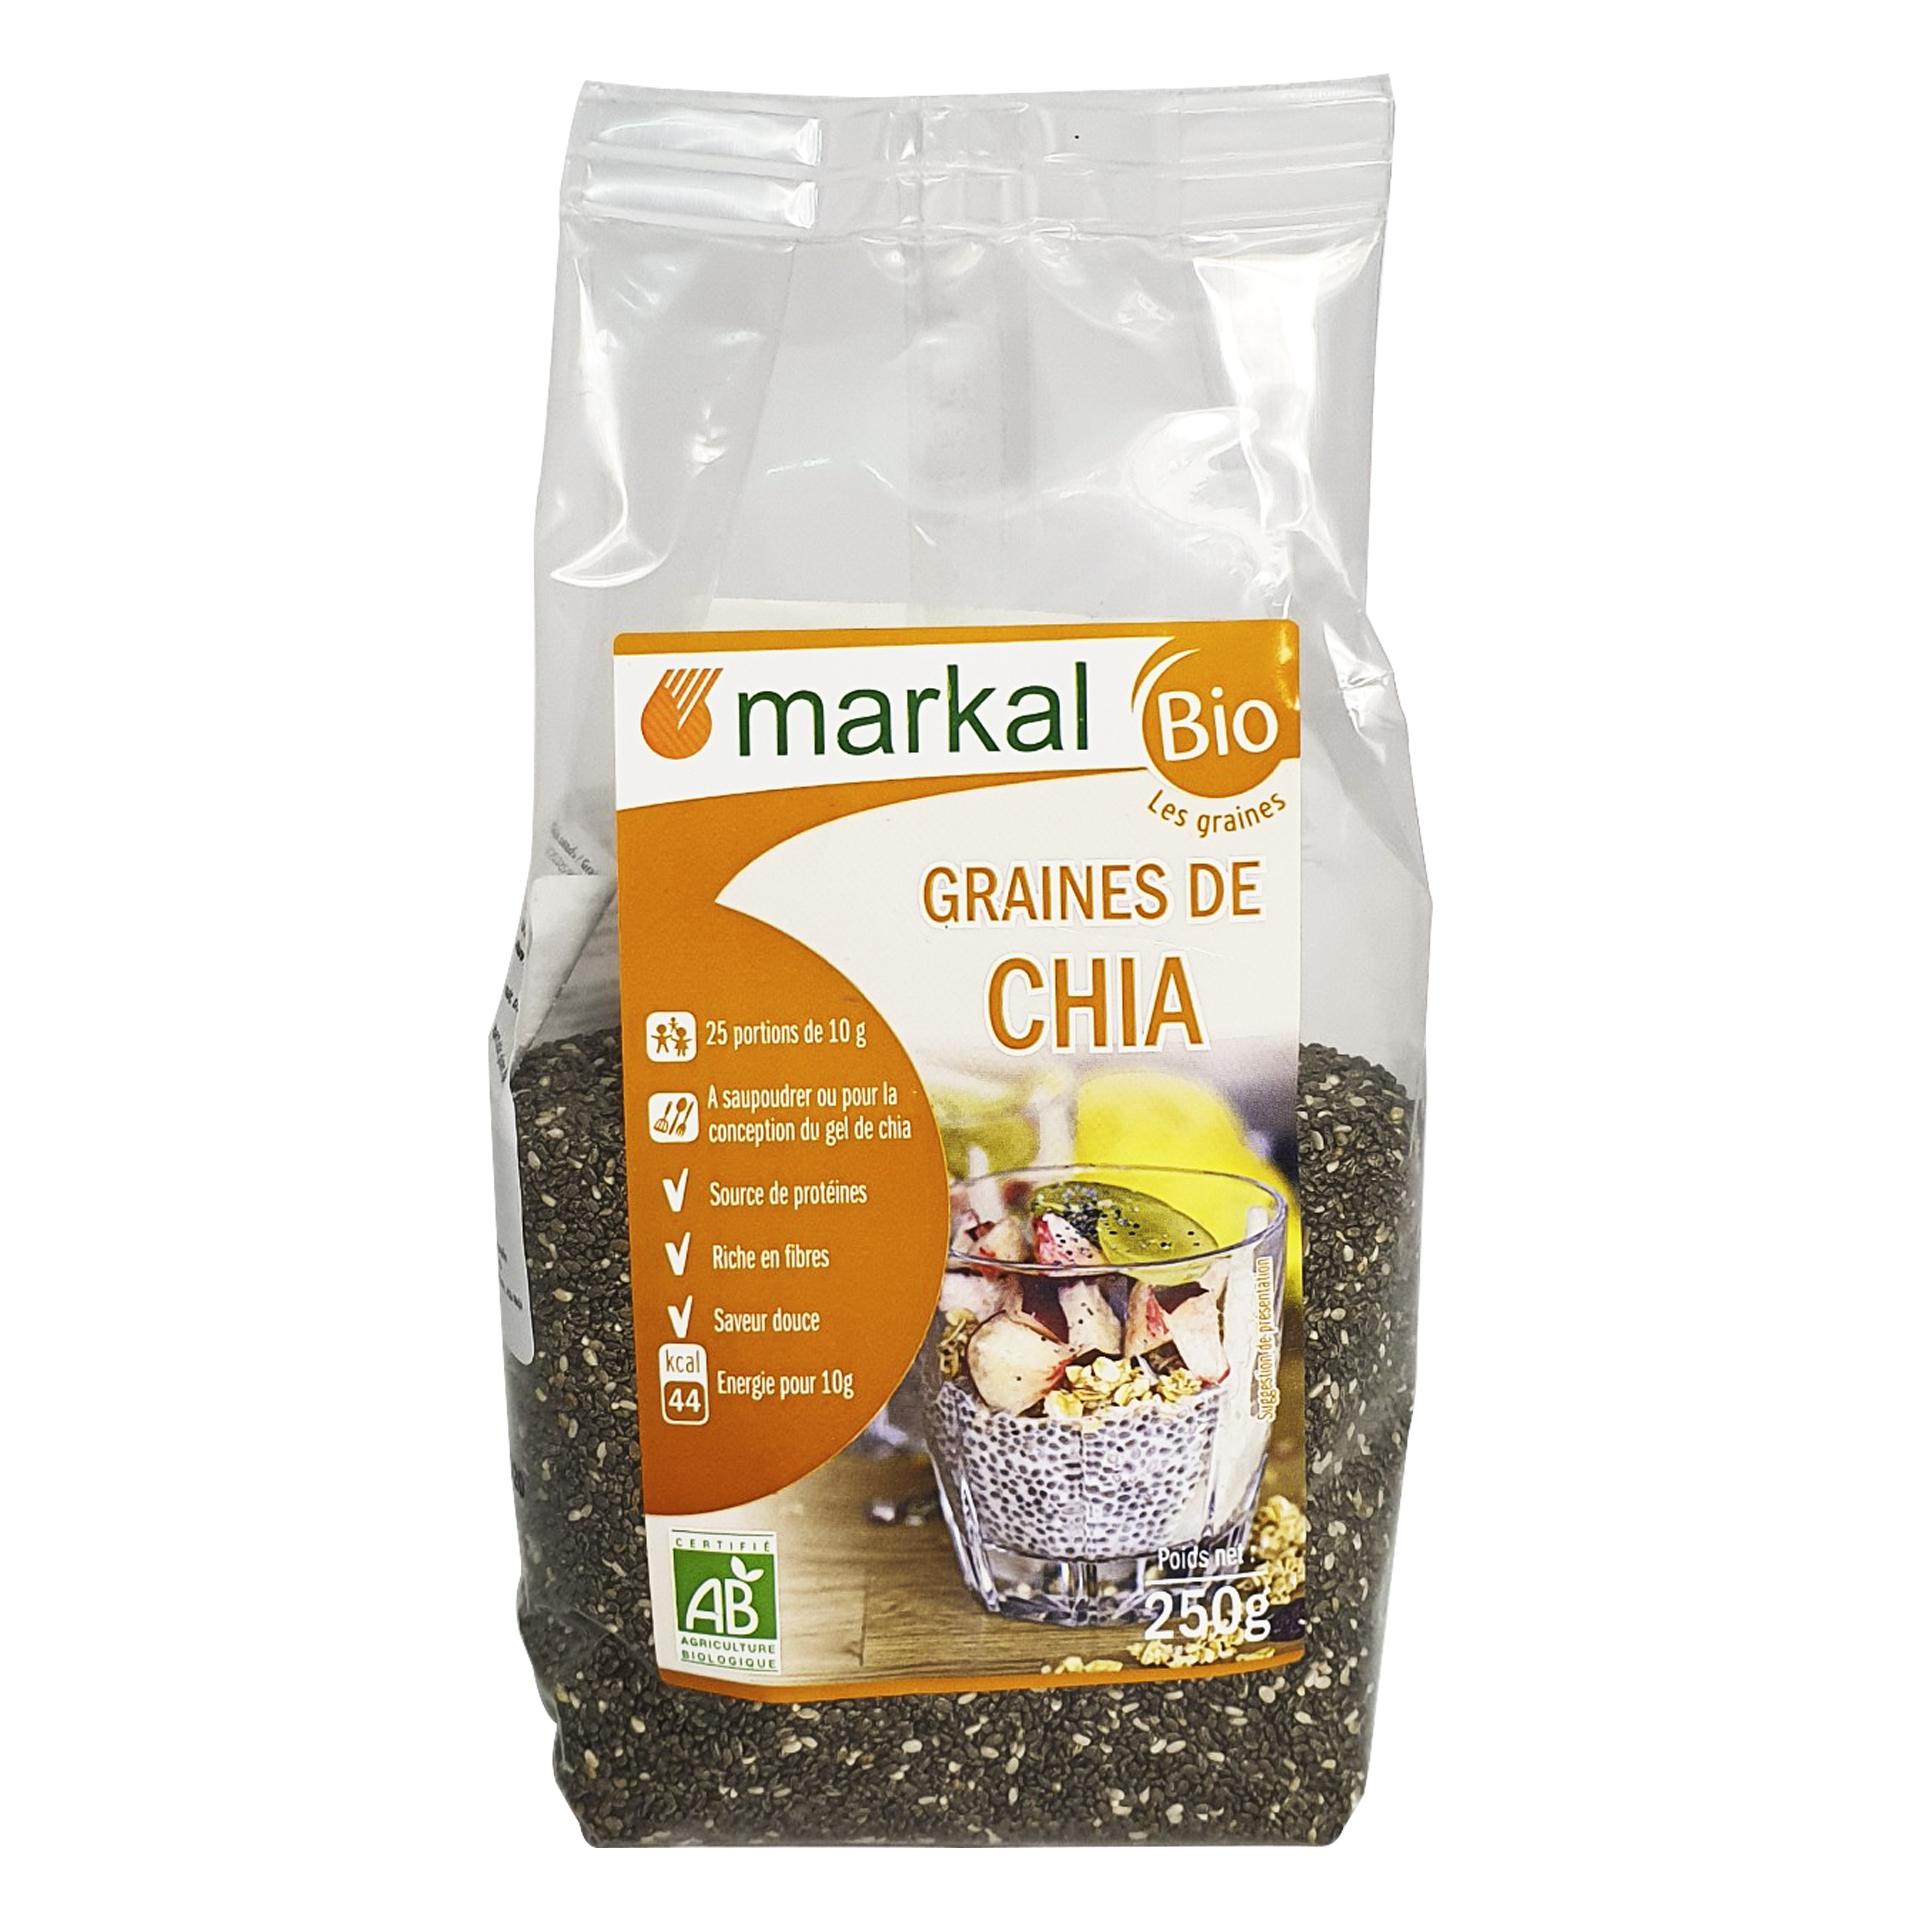 markal
Bio
Les graines
GRAINES DE
CHIA
25 portions de 10 g
A saupoudrer ou pour la
conception du gel de chia
Source de protéines
Riche en fibres
Saveur douce
kcal
44
Energie pour 10g
Suggestion de présentation
CERTIFIÉ
AB
AGRICULTURE
BIOLOGIQUE
Poids net :
250g